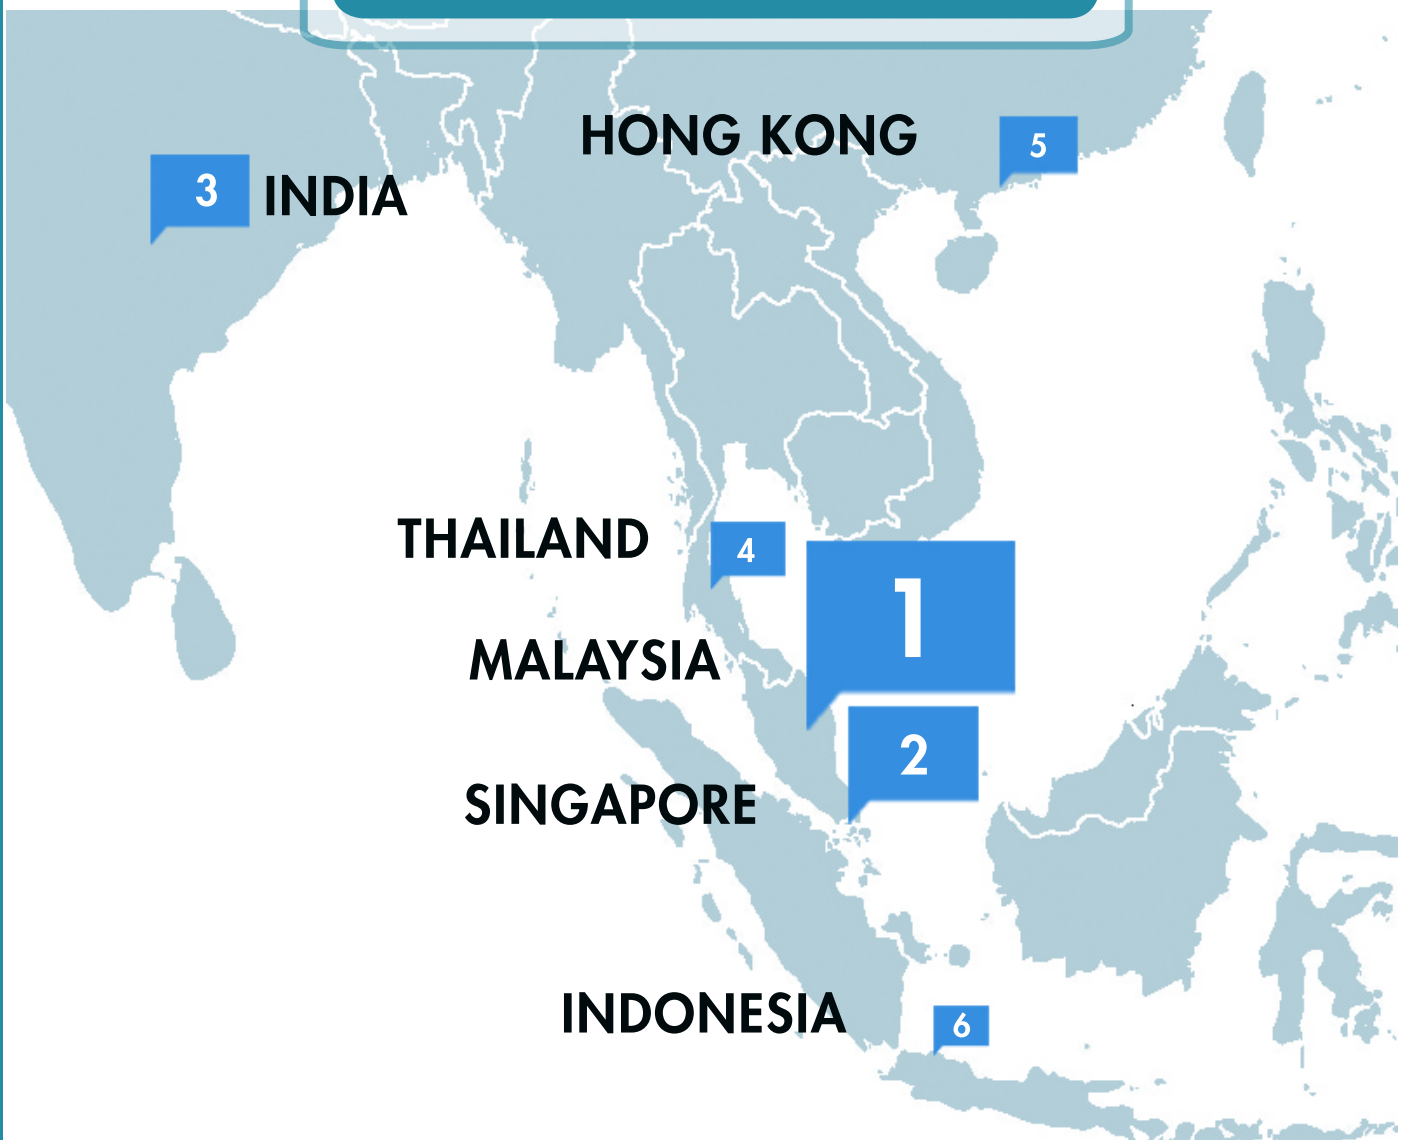 HONG KONG
5
3
INDIA
THAILAND
4
1
MALAYSIA
2
SINGAPORE
INDONESIA
6